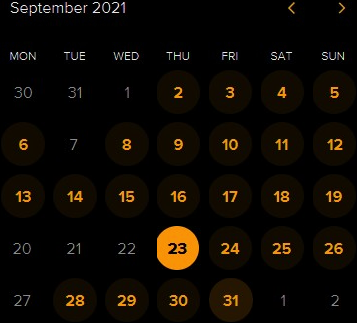 September 2021
MON TUE WED THU FRI SAT SUN
30 31 1 2 3 4 5
6 7 8 9 10 11 12
13 14 15 16 17 18 19
20 21 22 23 24 25 26
27 28 29 30 31 1 2